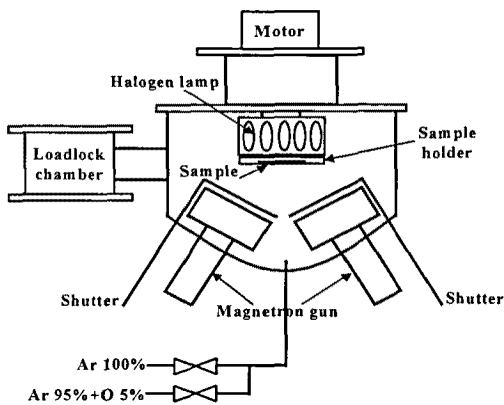 Motor
Halogen lamp
Loadlock
chamber
Sample
holder
Sample
Shutter
Magnetron gun
Shutter
Ar 100%
Ar 95%+O 5%